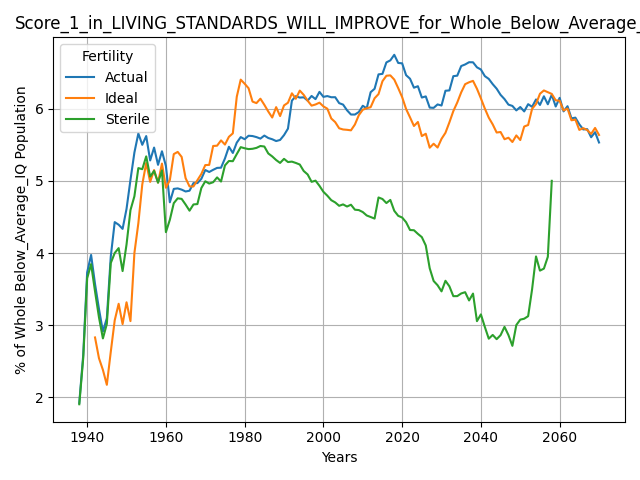 Score_1_in_LIVING_STANDARDS_WILL_IMPROVE_for_Whole_Below_Average_
Fertility
Actual
Ideal
Sterile
% of Whole Below_Average_IQ Population
6
5
4
3
2
1940 1960 1980 2000 2020 2040 2060
Years